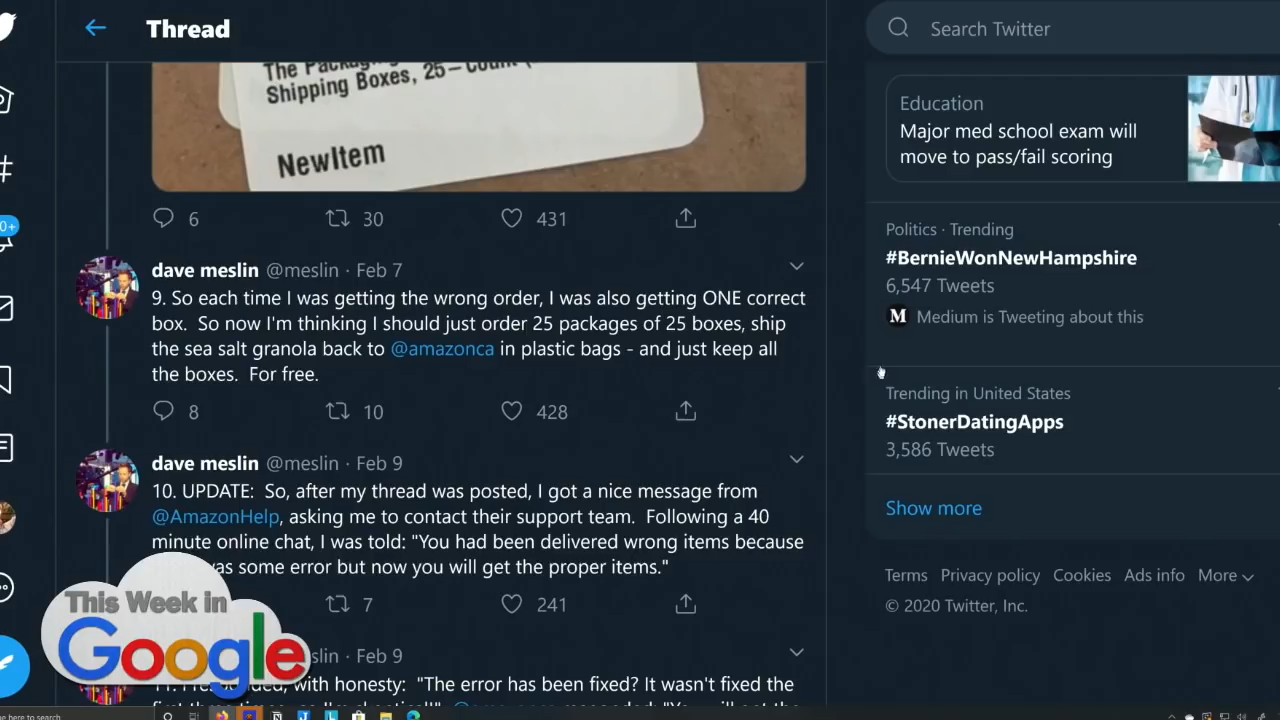 Thread
Search Twitter
The Packag
Shipping Boxes, 25-Count (
NewItem
6 30 431
dave meslin @meslin · Feb 7
9. So each time I was getting the wrong order, I was also getting ONE correct
box. So now I'm thinking I should just order 25 packages of 25 boxes, ship
the sea salt granola back to @amazonca in plastic bags - and just keep all
the boxes. For free.
8 10 428
dave meslin @meslin · Feb 9
10. UPDATE: So, after my thread was posted, I got a nice message from
@AmazonHelp, asking me to contact their support team. Following a 40
minute online chat, I was told: "You had been delivered wrong items because
was some error but now you will get the proper items."
7 241
slin · Feb 9
with honesty: "The error has been fixed? It wasn't fixed the
Education
Major med school exam will
move to pass/fail scoring
Politics · Trending
#BernieWonNewHampshire
6,547 Tweets
M Medium is Tweeting about this
Trending in United States
#StonerDatingApps
3,586 Tweets
Show more
Terms Privacy policy Cookies Ads info More
© 2020 Twitter, Inc.
0+
This Week in
Google
here to search